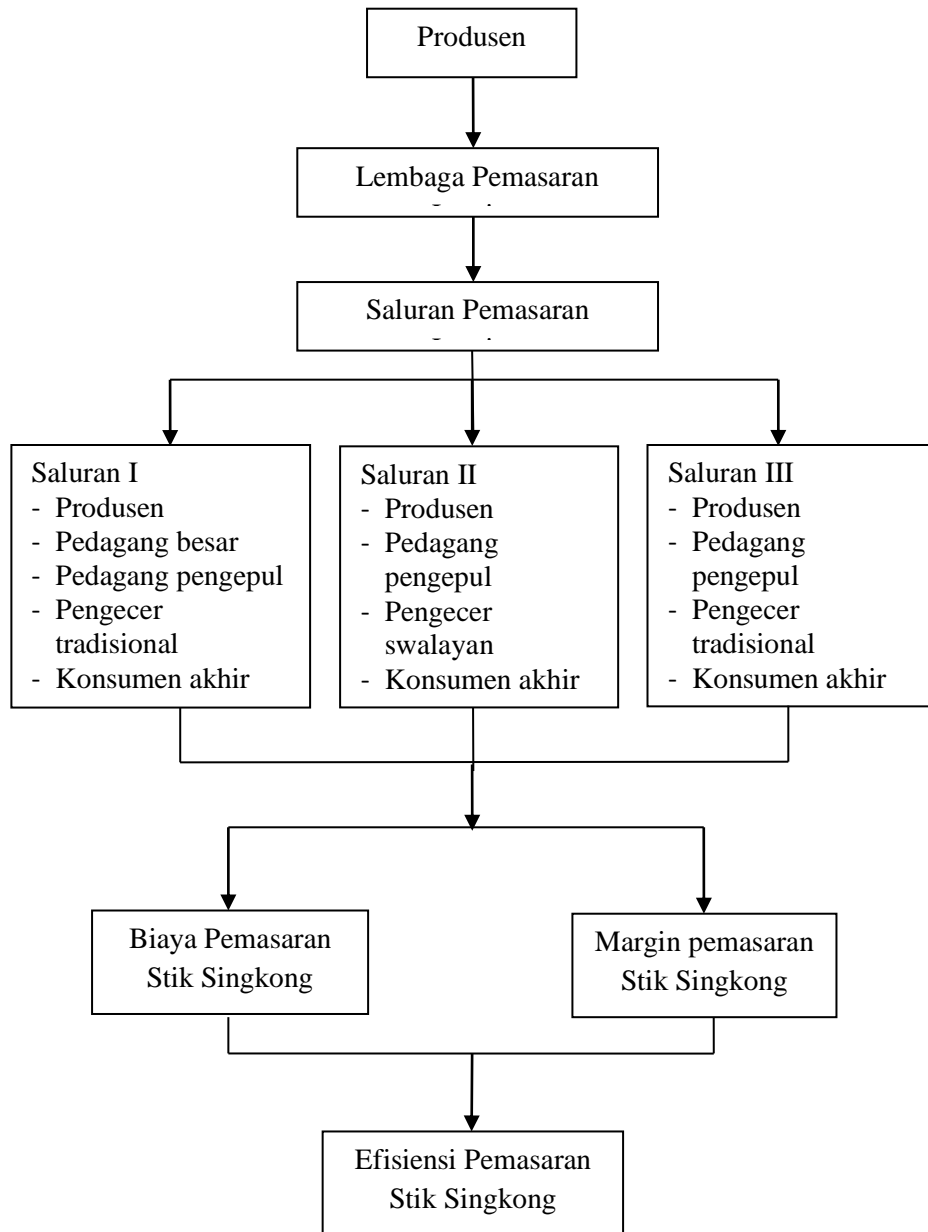 Produsen
Lembaga Pemasaran
Saluran Pemasaran
Saluran I
- Produsen
- Pedagang besar
- Pedagang pengepul
- Pengecer
tradisional
- Konsumen akhir
Saluran II
- Produsen
- Pedagang
pengepul
- Pengecer
swalayan
- Konsumen akhir
Saluran III
- Produsen
- Pedagang
pengepul
- Pengecer
tradisional
- Konsumen akhir
Biaya Pemasaran
Stik Singkong
Margin pemasaran
Stik Singkong
Efisiensi Pemasaran
Stik Singkong